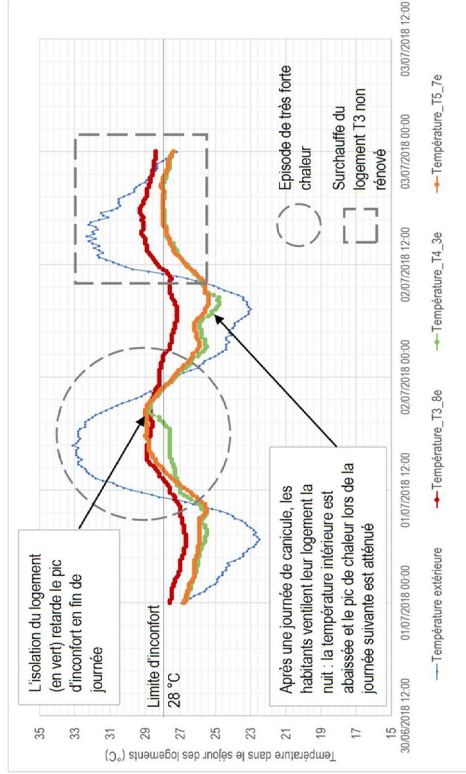 L'isolation du logement
(en vert) retarde le pic
d'inconfort en fin de
journée
Limite d'inconfort
28 °C
Après une journée de canicule, les
habitants ventilent leur logement la
nuit : la température intérieure est
abaissée et le pic de chaleur lors de la
journée suivante est atténué
Episode de très forte
chaleur
Surchauffe du
logement T3 non
rénové
Température dans le séjour des logements (°C)
35
33
31
29
27
25
23
21
19
17
15
30/06/2018 12:00
01/07/2018 00:00
01/07/2018 12:00
02/07/2018 00:00
02/07/2018 12:00
03/07/2018 00:00
03/07/2018 12:00
Température extérieure
Température_T3_8e
Température_T4_3e
Température_T5_7e